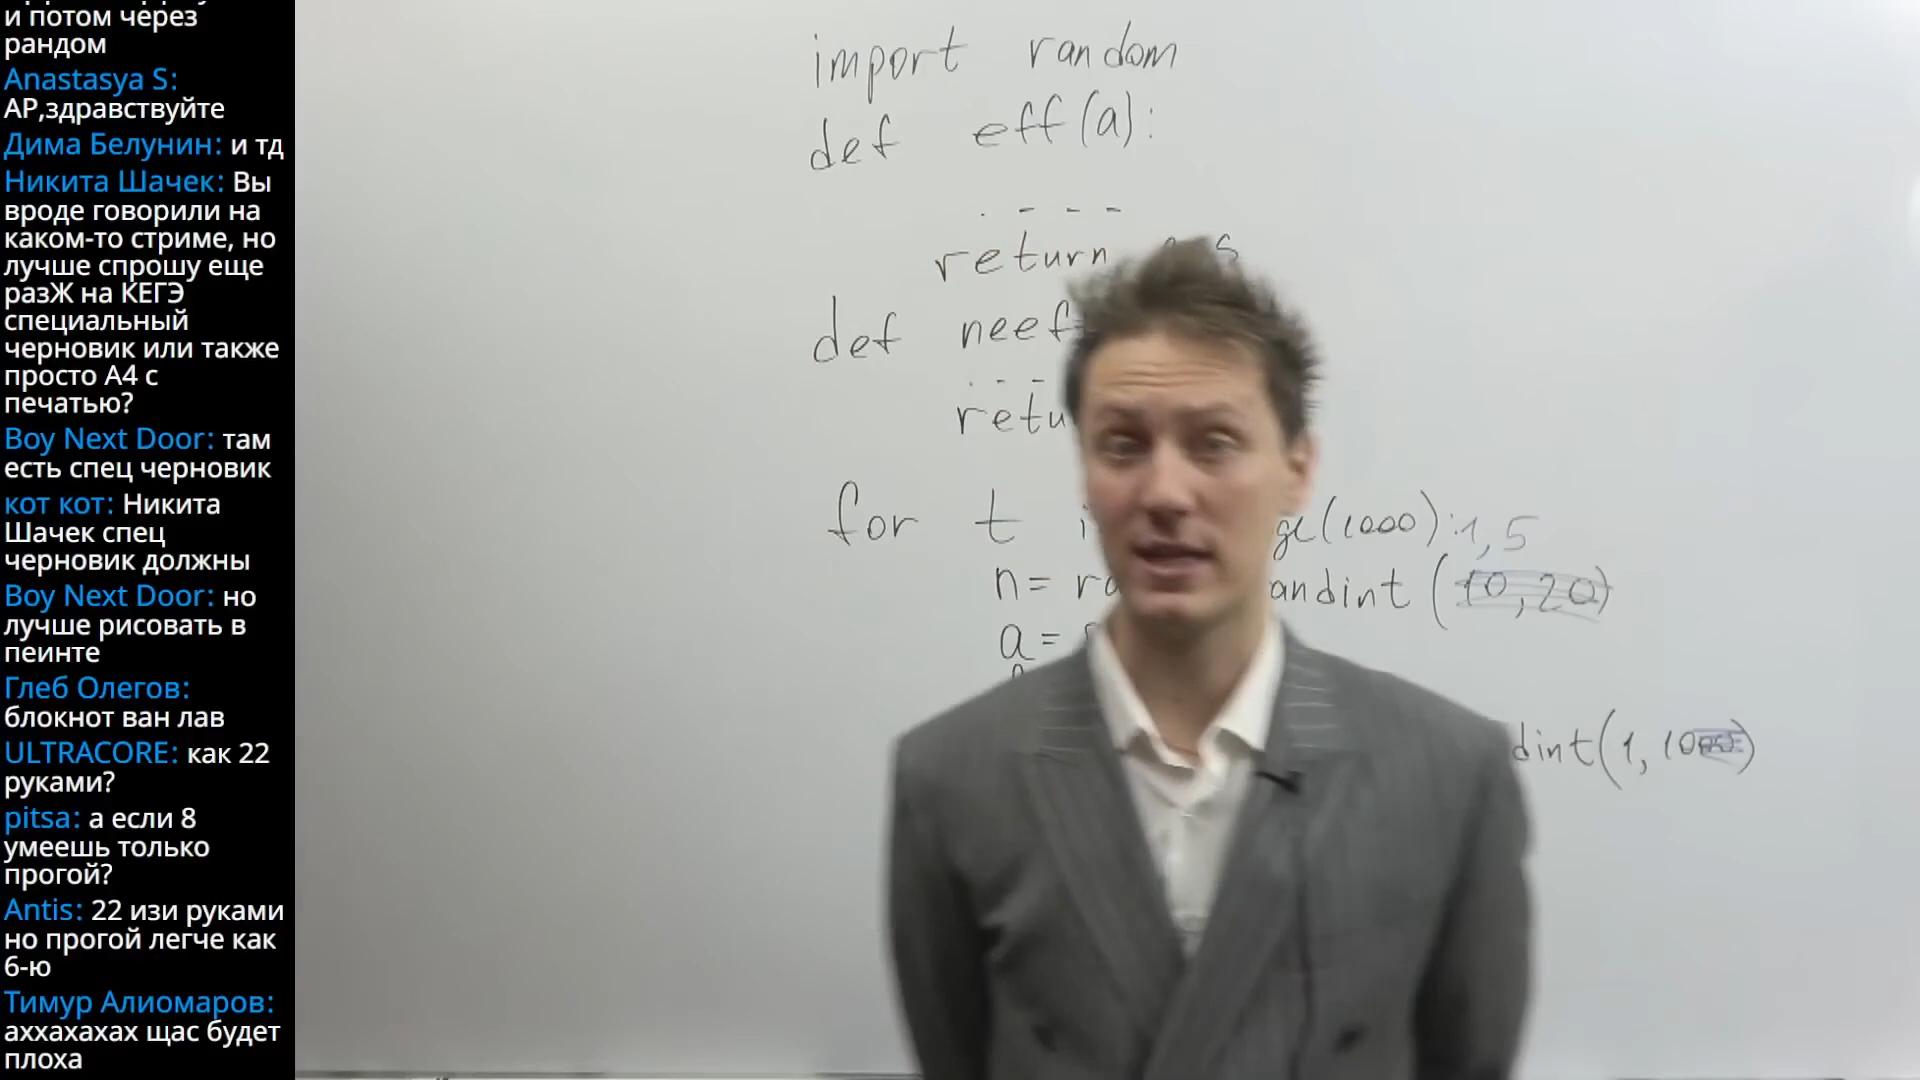 и потом через
рандом
Anastasya S:
АР,здравствуйте
Дима Белунин: и тд
Никита Шачек: Вы
вроде говорили на
каком-то стриме, но
лучше спрошу еще
разЖ на КЕГЭ
специальный
черновик или также
просто А4 с
печатью?
Boy Next Door: там
есть спец черновик
кот кот: Никита
Шачек спец
черновик должны
Boy Next Door: но
лучше рисовать в
пеинте
Глеб Олегов:
блокнот ван лав
ULTRACORE: как 22
руками?
pitsa: а если 8
умеешь только
прогой?
Antis: 22 изи руками
но прогой легче как
6-ю
Тимур Алиомаров:
аххахахах щас будет
плоха
import random
def eff(a):
. - - -
return
def
. - -
for t 1000): 1, 5
n= (10, 20)
a=
(1,